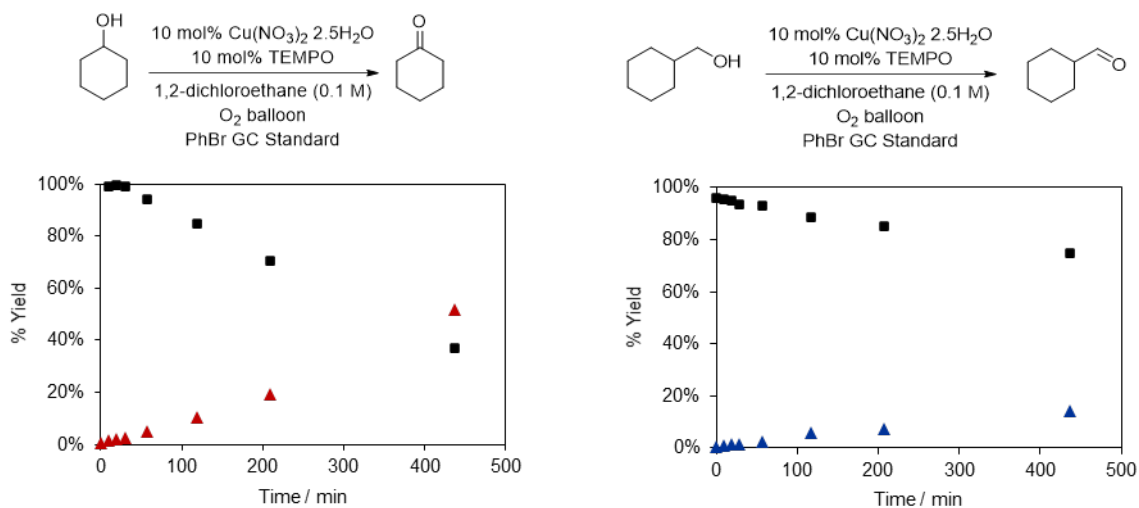 OH
10 mol% Cu(NO3)2 2.5H2O
10 mol% TEMPO
1,2-dichloroethane (0.1 M)
O2 balloon
PhBr GC Standard
O
100%
80%
60%
40%
20%
0%
% Yield
0 100 200 300 400 500
Time / min
OH
10 mol% Cu(NO3)2 2.5H2O
10 mol% TEMPO
1,2-dichloroethane (0.1 M)
O2 balloon
PhBr GC Standard
O
100%
80%
60%
40%
20%
0%
% Yield
0 100 200 300 400 500
Time / min